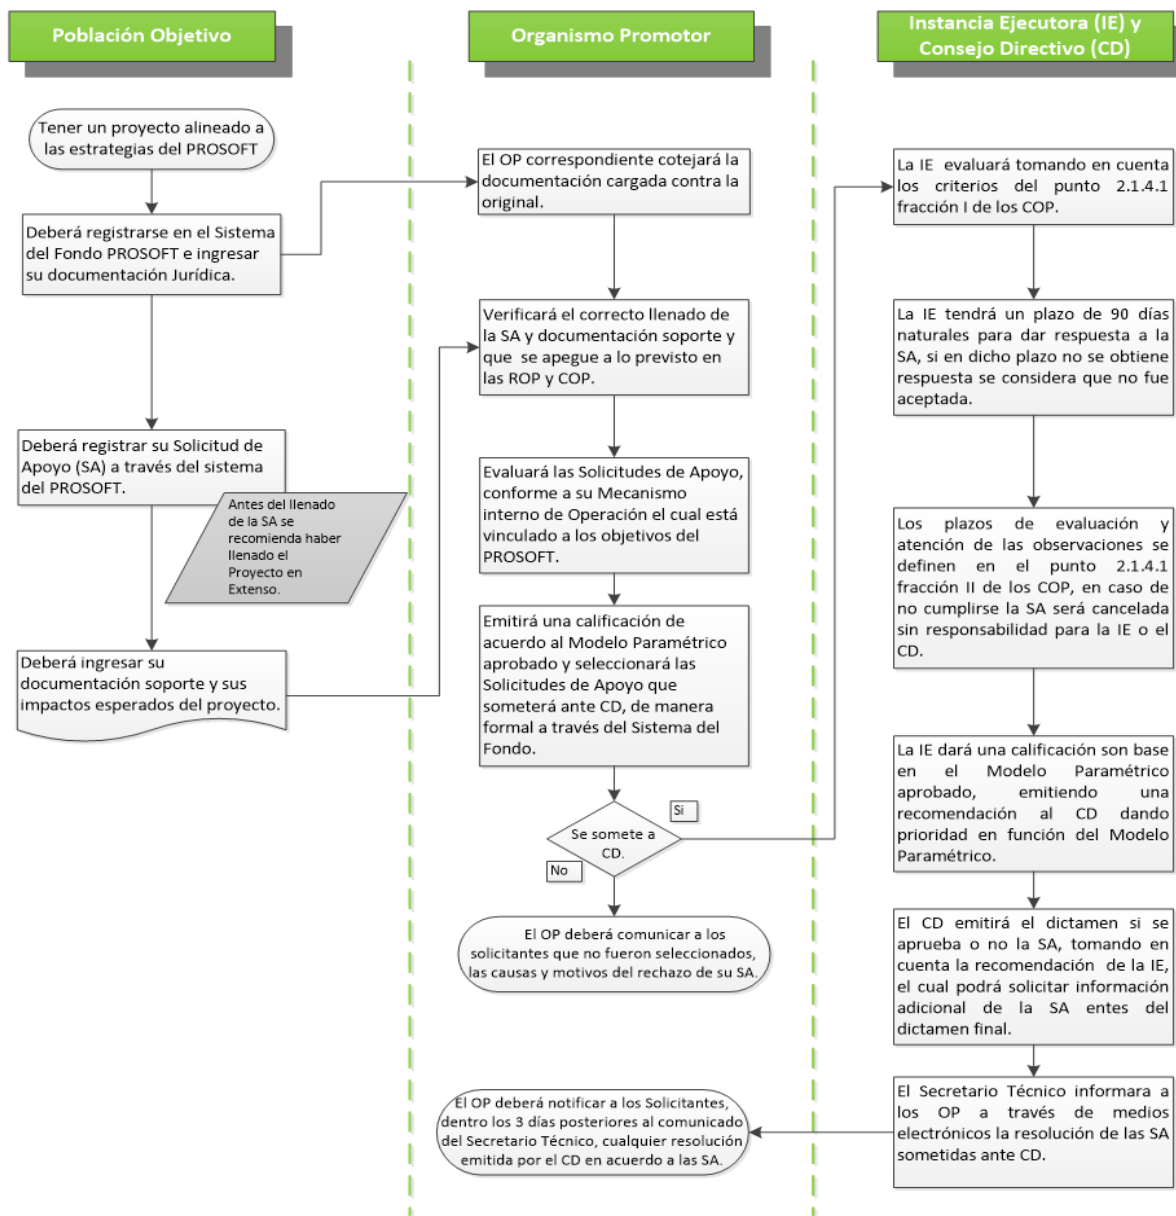 Población Objetivo
Tener un proyecto alineado a
las estrategias del PROSOFT
Deberá registrarse en el Sistema
del Fondo PROSOFT e ingresar
su documentación Jurídica.
Deberá registrar su Solicitud de
Apoyo (SA) a través del sistema
del PROSOFT.
Antes del llenado
de la SA se
recomienda haber
llenado el
Proyecto en
Extenso.
Deberá ingresar su
documentación soporte y sus
impactos esperados del proyecto.
Organismo Promotor
El OP correspondiente cotejará la
documentación cargada contra la
original.
Verificará el correcto llenado de
la SA y documentación soporte y
que se apegue a lo previsto en
las ROP y COP.
Evaluará las Solicitudes de Apoyo,
conforme a su Mecanismo
interno de Operación el cual está
vinculado a los objetivos del
PROSOFT.
Emitirá una calificación de
acuerdo al Modelo Paramétrico
aprobado y seleccionará las
Solicitudes de Apoyo que
someterá ante CD, de manera
formal a través del Sistema del
Fondo.
Se somete a
CD.
Si
No
El OP deberá comunicar a los
solicitantes que no fueron seleccionados,
las causas y motivos del rechazo de su SA.
El OP deberá notificar a los Solicitantes,
dentro los 3 días posteriores al comunicado
del Secretario Técnico, cualquier resolución
emitida por el CD en acuerdo a las SA.
Instancia Ejecutora (IE) y
Consejo Directivo (CD)
La IE evaluará tomando en cuenta
los criterios del punto 2.1.4.1
fracción I de los COP.
La IE tendrá un plazo de 90 días
naturales para dar respuesta a la
SA, si en dicho plazo no se obtiene
respuesta se considera que no fue
aceptada.
Los plazos de evaluación y
atención de las observaciones se
definen en el punto 2.1.4.1
fracción II de los COP, en caso de
no cumplirse la SA será cancelada
sin responsabilidad para la IE o el
CD.
La IE dará una calificación son base
en el Modelo Paramétrico
aprobado, emitiendo una
recomendación al CD dando
prioridad en función del Modelo
Paramétrico.
El CD emitirá el dictamen si se
aprueba o no la SA, tomando en
cuenta la recomendación de la IE,
el cual podrá solicitar información
adicional de la SA entes del
dictamen final.
El Secretario Técnico informara a
los OP a través de medios
electrónicos la resolución de las SA
sometidas ante CD.